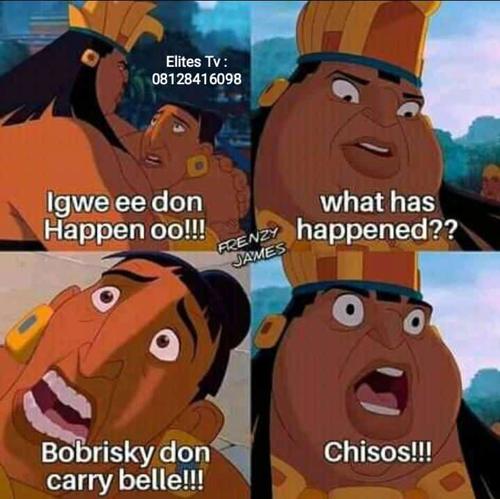 Elites Tv :
08128416098
Igwe ee don
Happen oo!!!
what has
happened??
FRENZY
JAMES
Bobrisky don
carry belle!!!
Chisos!!!